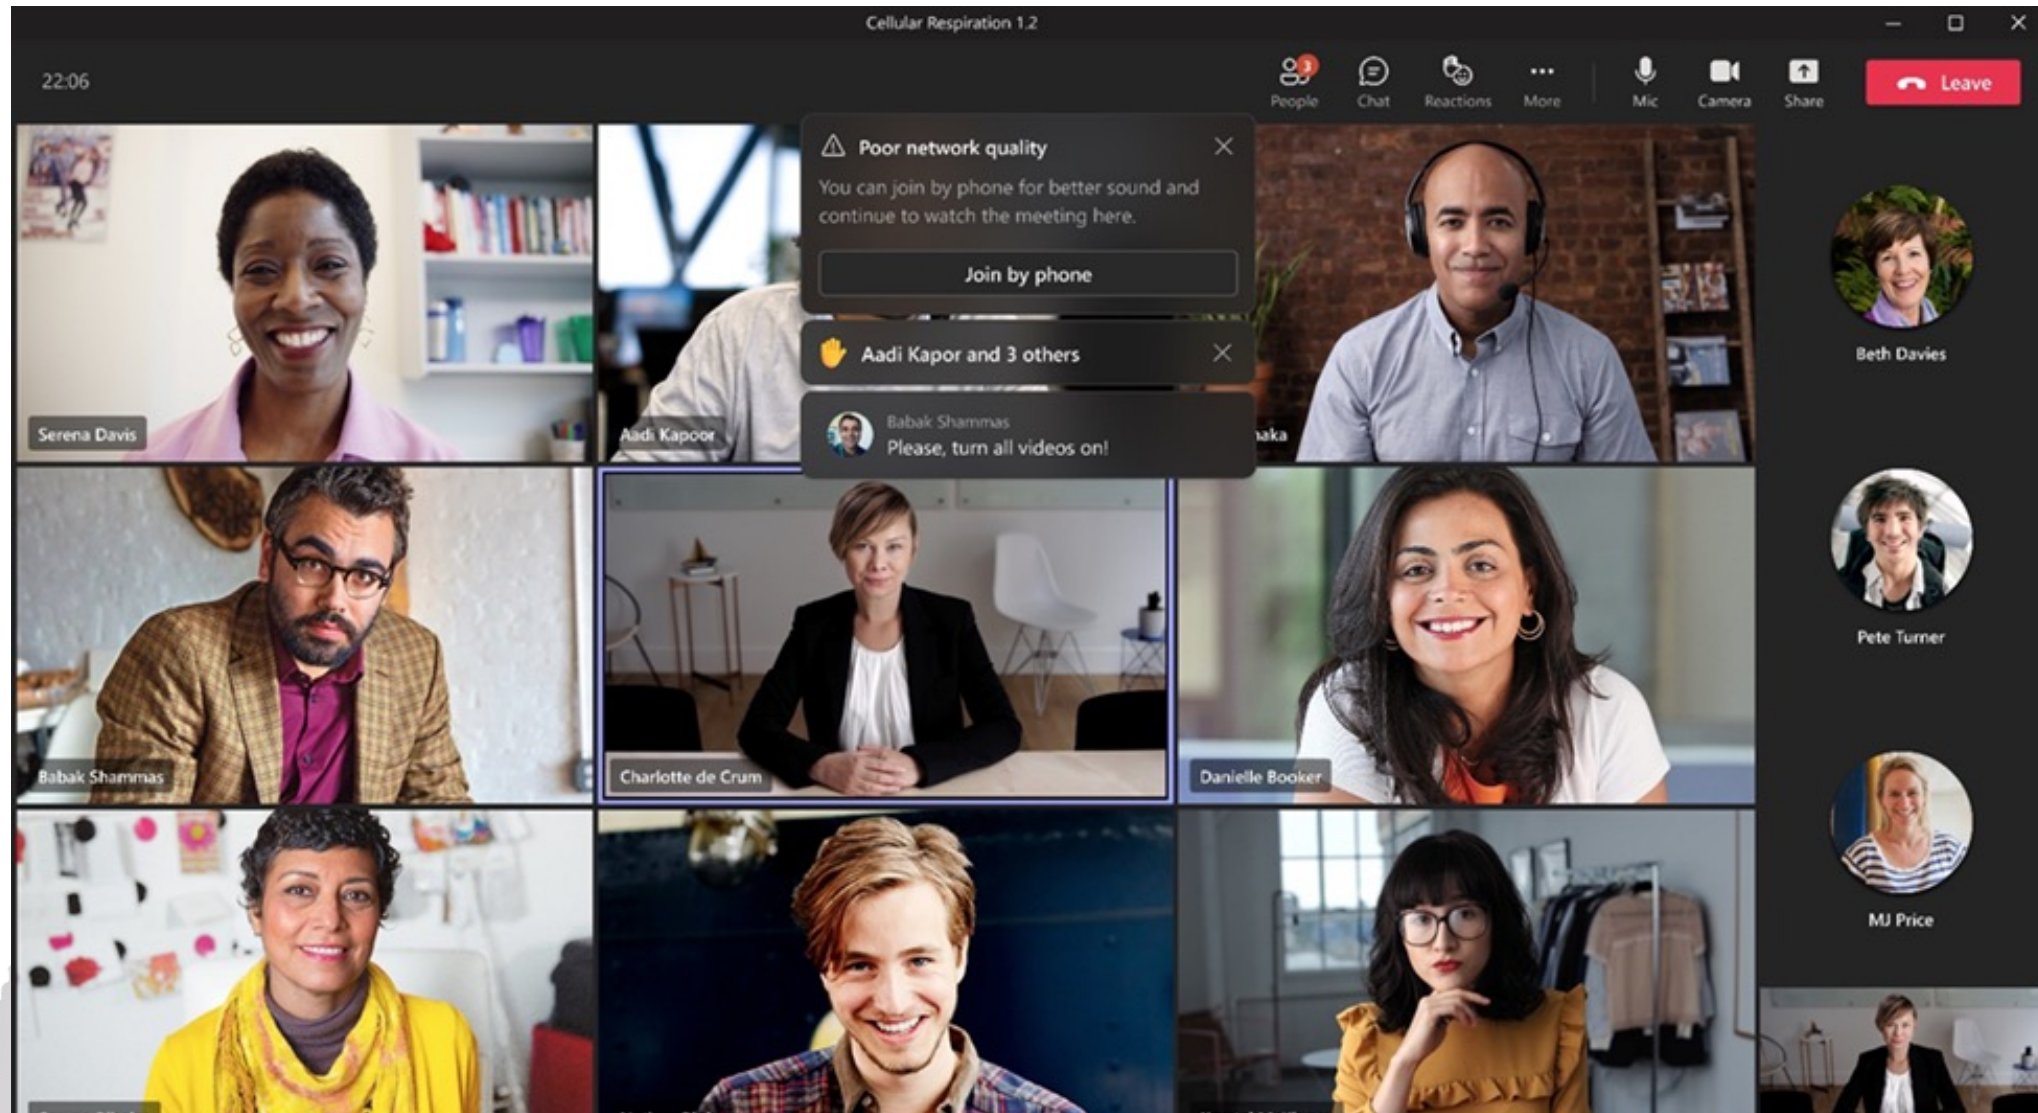 Cellular Respiration 1.2
22:06
3
People
Chat
Reactions
More
Mic
Camera
Share
Leave
Poor network quality
You can join by phone for better sound and
continue to watch the meeting here.
Join by phone
Aadi Kapor and 3 others
Babak Shammas
Please, turn all videos on!
Serena Davis
Aadi Kapoor
aka
Beth Davies
Babak Shammas
Charlotte de Crum
Danielle Booker
Pete Turner
MJ Price